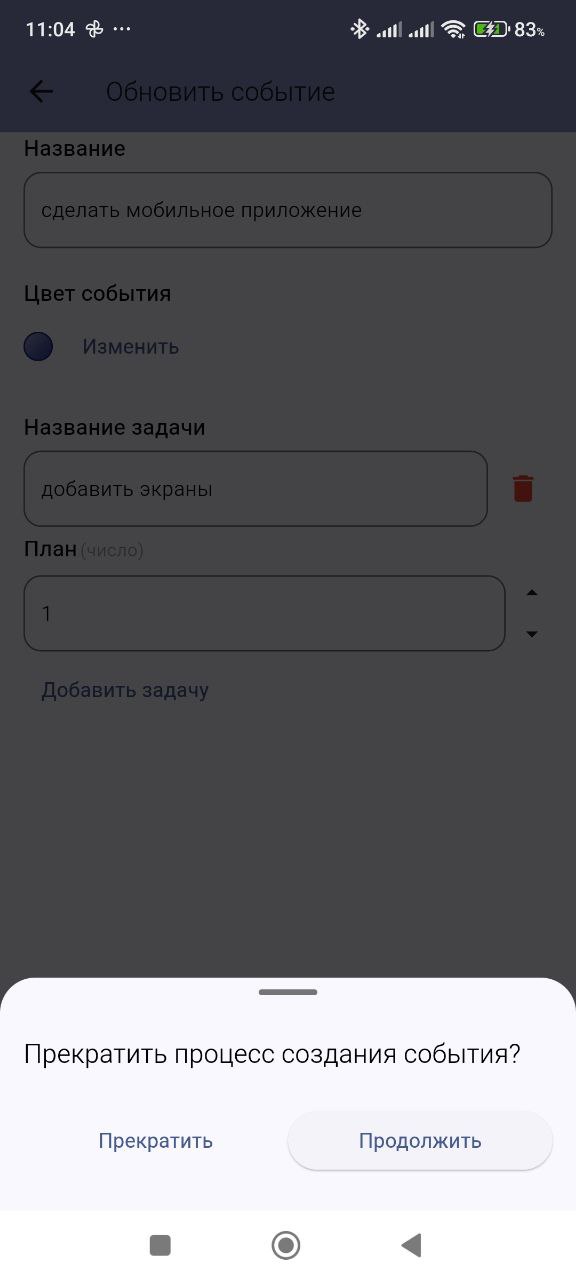 11:04 ... 83%
Обновить событие
Название
сделать мобильное приложение
Цвет события
Изменить
Название задачи
добавить экраны
План (число)
1
Добавить задачу
Прекратить процесс создания события?
Прекратить Продолжить